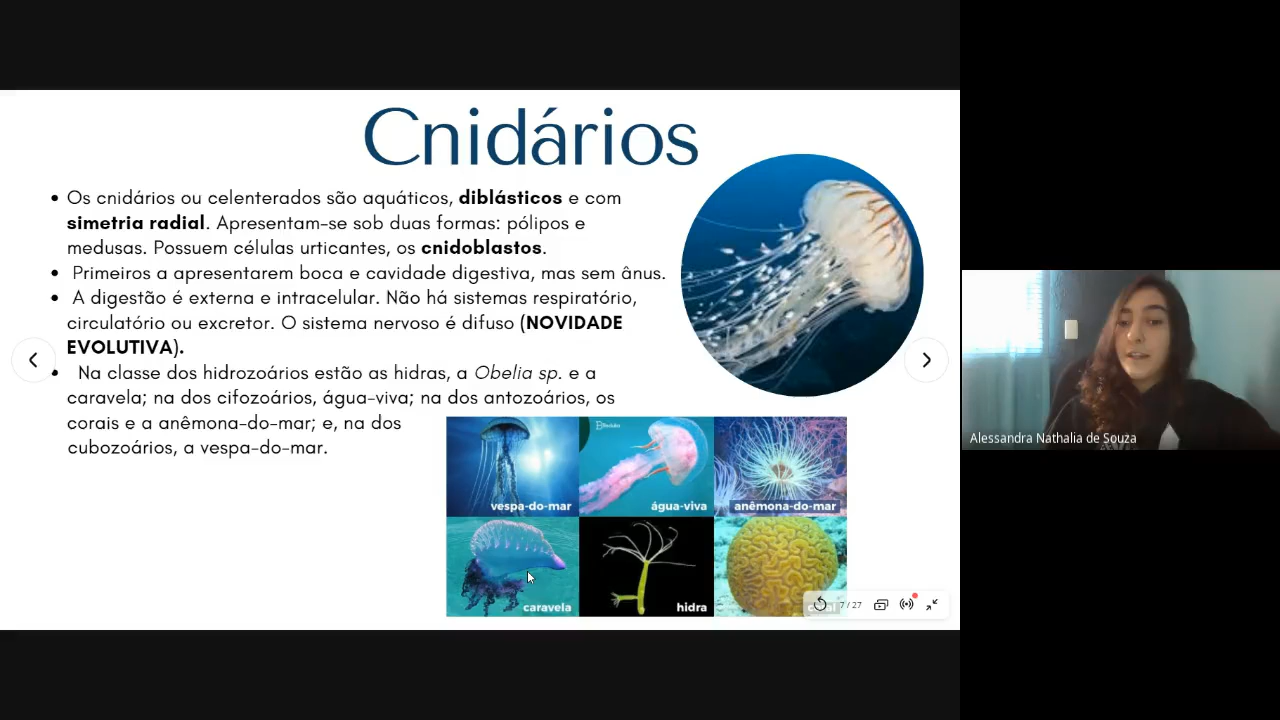 Cnidários
• Os cnidários ou celenterados são aquáticos, diblásticos e com
simetria radial. Apresentam-se sob duas formas: pólipos e
medusas. Possuem células urticantes, os cnidoblastos.
• Primeiros a apresentarem boca e cavidade digestiva, mas sem ânus.
• A digestão é externa e intracelular. Não há sistemas respiratório,
circulatório ou excretor. O sistema nervoso é difuso (NOVIDADE
EVOLUTIVA).
• Na classe dos hidrozoários estão as hidras, a Obelia sp. e a
caravela; na dos cifozoários, água-viva; na dos antozoários, os
corais e a anêmona-do-mar; e, na dos
cubozoários, a vespa-do-mar.
vespa-do-mar
água-viva
anêmona-do-mar
caravela
hidra
7 / 27
Alessandra Nathalia de Souza